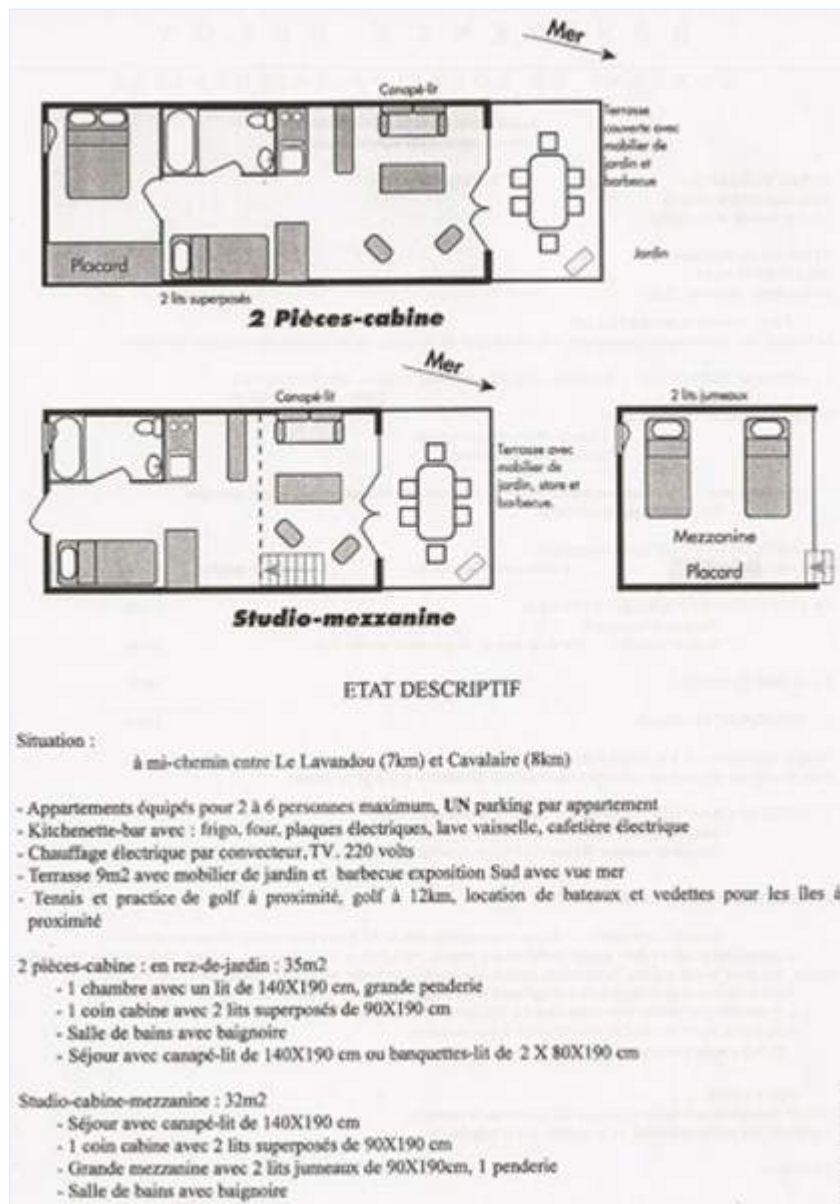 Mer
Canapé-lit
Terrasse
couverte avec
mobilier de
jardin et
barbecue
Placard
Jardin
2 lits superposés
2 Pièces-cabine
Mer
Canapé-lit
2 lits jumeaux
Terrasse avec
mobilier de
jardin, store et
barbecue.
Mezzanine
Placard
Studio-mezzanine
ETAT DESCRIPTIF
Situation :
à mi-chemin entre Le Lavandou (7km) et Cavalaire (8km)
- Appartements équipés pour 2 à 6 personnes maximum, UN parking par appartement
- Kitchenette-bar avec : frigo, four, plaques électriques, lave vaisselle, cafetière électrique
- Chauffage électrique par convecteur, TV. 220 volts
- Terrasse 9m2 avec mobilier de jardin et barbecue exposition Sud avec vue mer
- Tennis et practice de golf à proximité, golf à 12km, location de bateaux et vedettes pour les îles à
proximité
2 pièces-cabine : en rez-de-jardin : 35m2
- 1 chambre avec un lit de 140X190 cm, grande penderie
- 1 coin cabine avec 2 lits superposés de 90X190 cm
- Salle de bains avec baignoire
- Séjour avec canapé-lit de 140X190 cm ou banquettes-lit de 2 X 80X190 cm
Studio-cabine-mezzanine : 32m2
- Séjour avec canapé-lit de 140X190 cm
- 1 coin cabine avec 2 lits superposés de 90X190 cm
- Grande mezzanine avec 2 lits jumeaux de 90X190cm, 1 penderie
- Salle de bains avec baignoire